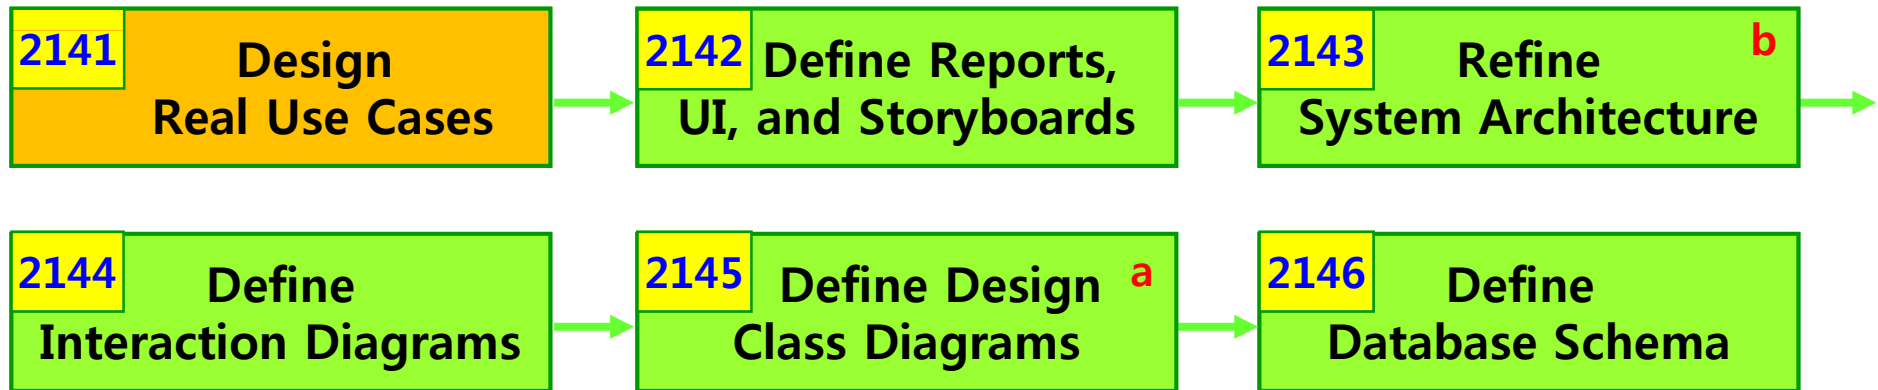 2141
Design
Real Use Cases
2142
Define Reports,
UI, and Storyboards
2143
Refine
b
System Architecture
2144
Define
Interaction Diagrams
2145
Define Design
a
Class Diagrams
2146
Define
Database Schema